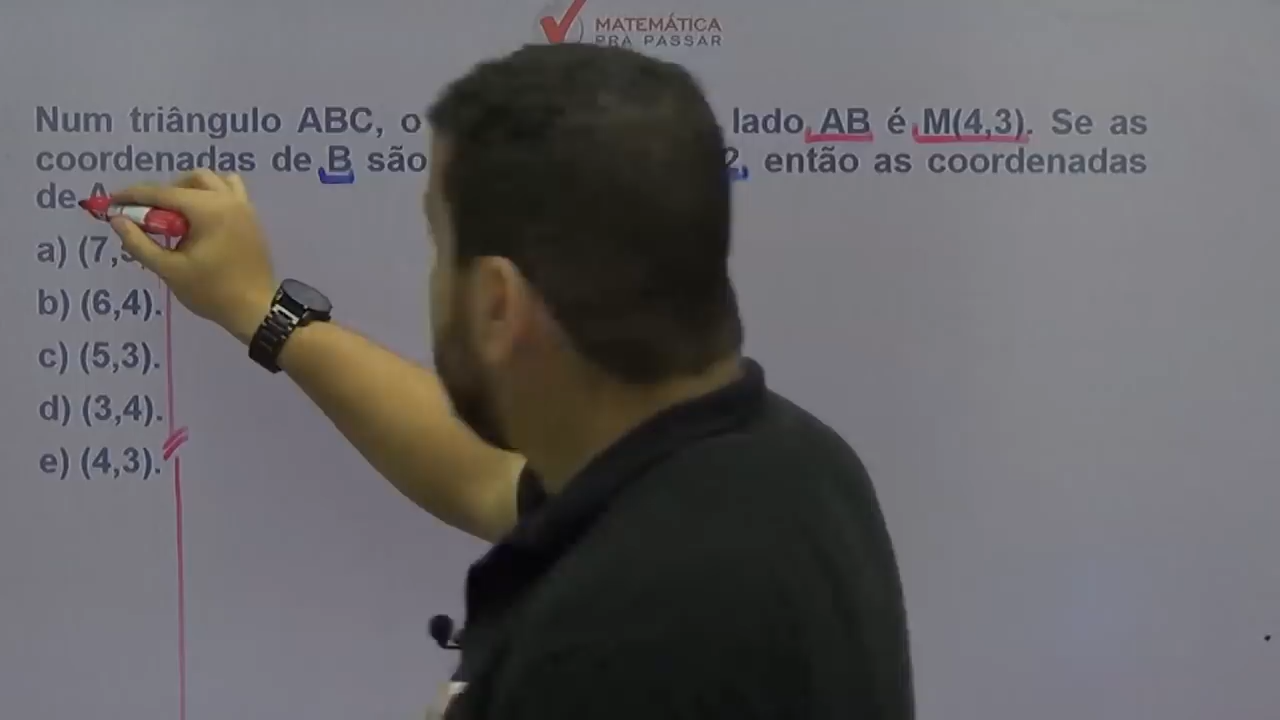 MATEMÁTICA
PRA PASSAR
Num triângulo ABC, o lado AB é M(4,3). Se as
coordenadas de B são 2, então as coordenadas
de A
a) (7,
b) (6,4).
c) (5,3).
d) (3,4).
e) (4,3).